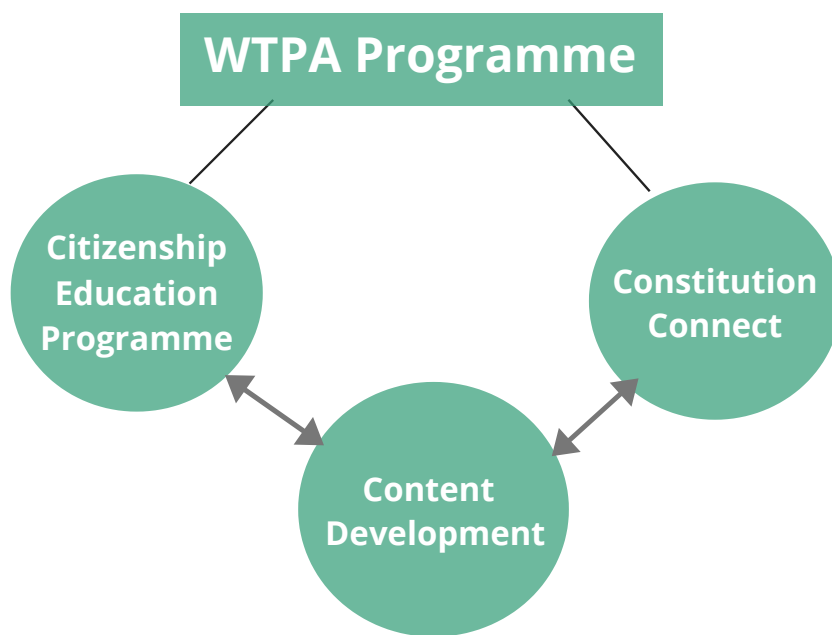 WTPA Programme
Citizenship
Education
Programme
Constitution
Connect
Content
Development